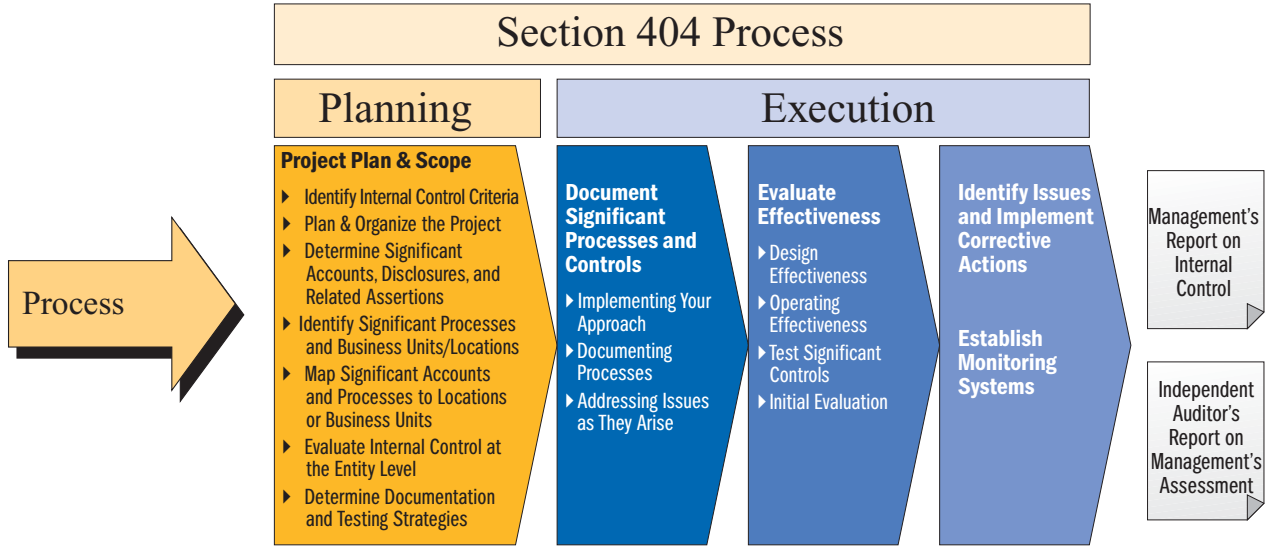 Section 404 Process
Planning
Execution
Process
Project Plan & Scope
Identify Internal Control Criteria
Plan & Organize the Project
Determine Significant
Accounts, Disclosures, and
Related Assertions
Identify Significant Processes
and Business Units/Locations
Map Significant Accounts
and Processes to Locations
or Business Units
Evaluate Internal Control at
the Entity Level
Determine Documentation
and Testing Strategies
Document
Significant
Processes and
Controls
Implementing Your
Approach
Documenting
Processes
Addressing Issues
as They Arise
Evaluate
Effectiveness
Design
Effectiveness
Operating
Effectiveness
Test Significant
Controls
Initial Evaluation
Identify Issues
and Implement
Corrective
Actions
Establish
Monitoring
Systems
Management's
Report on
Internal
Control
Independent
Auditor's
Report on
Management's
Assessment